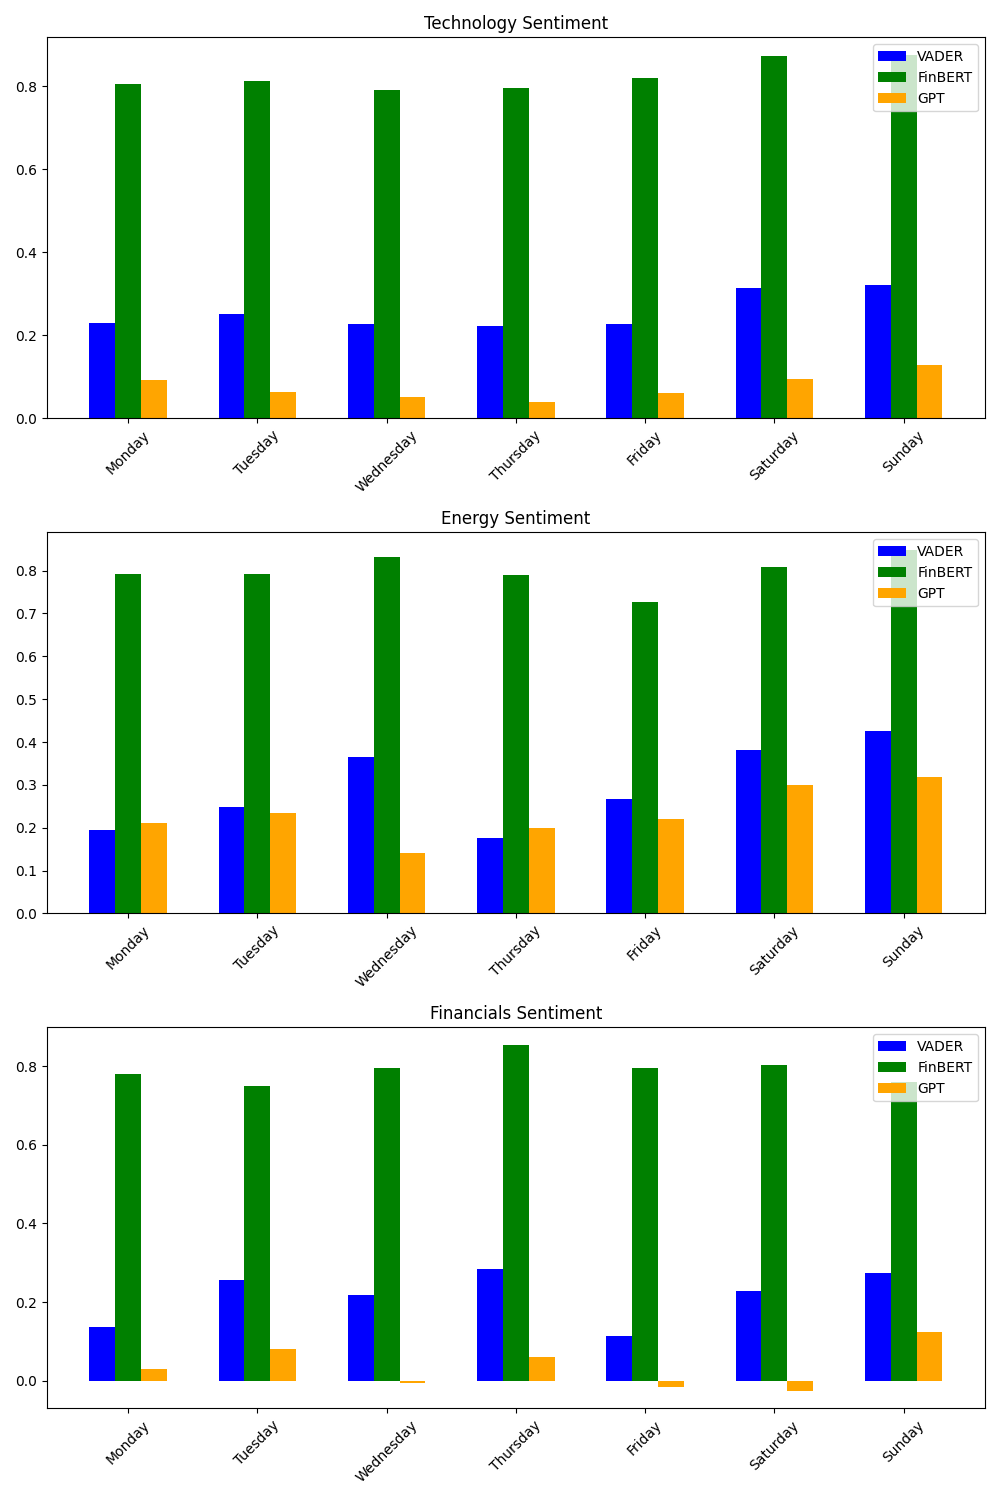 Technology Sentiment
VADER
FinBERT
GPT
0.8
0.6
0.4
0.2
0.0
Monday
Tuesday
Wednesday
Thursday
Friday
Saturday
Sunday
Energy Sentiment
VADER
FinBERT
GPT
0.8
0.7
0.6
0.5
0.4
0.3
0.2
0.1
0.0
Monday
Tuesday
Wednesday
Thursday
Friday
Saturday
Sunday
Financials Sentiment
VADER
FinBERT
GPT
0.8
0.6
0.4
0.2
0.0
Monday
Tuesday
Wednesday
Thursday
Friday
Saturday
Sunday